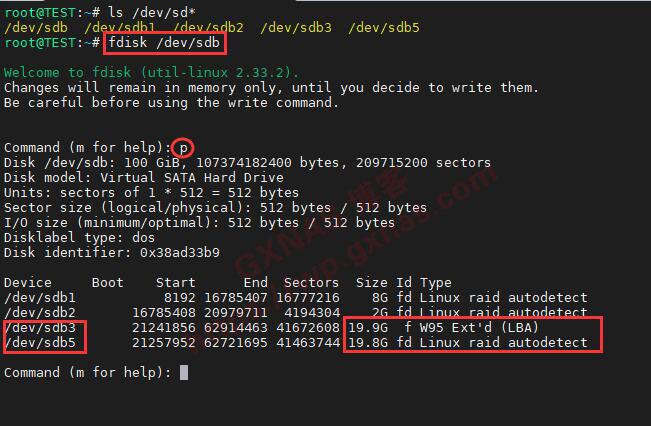 root@TEST:~# ls /dev/sd*
/dev/sdb  /dev/sdb1  /dev/sdb2  /dev/sdb3  /dev/sdb5
root@TEST:~# fdisk /dev/sdb
Welcome to fdisk (util-linux 2.33.2).
Changes will remain in memory only, until you decide to write them.
Be careful before using the write command.
Command (m for help): p
Disk /dev/sdb: 100 GiB, 107374182400 bytes, 209715200 sectors
Disk model: Virtual SATA Hard Drive
Units: sectors of 1 * 512 = 512 bytes
Sector size (logical/physical): 512 bytes / 512 bytes
I/O size (minimum/optimal): 512 bytes / 512 bytes
Disklabel type: dos
Disk identifier: 0x38ad33b9
Device     Boot    Start      End  Sectors  Size Id Type
/dev/sdb1           8192 16785407 16777216    8G fd Linux raid autodetect
/dev/sdb2       16785408 20979711  4194304    2G fd Linux raid autodetect
/dev/sdb3       21241856 62914463 41672608 19.9G  f W95 Ext'd (LBA)
/dev/sdb5       21257952 62721695 41463744 19.8G fd Linux raid autodetect
Command (m for help):
GXNAS博客
wp.gxnas.com